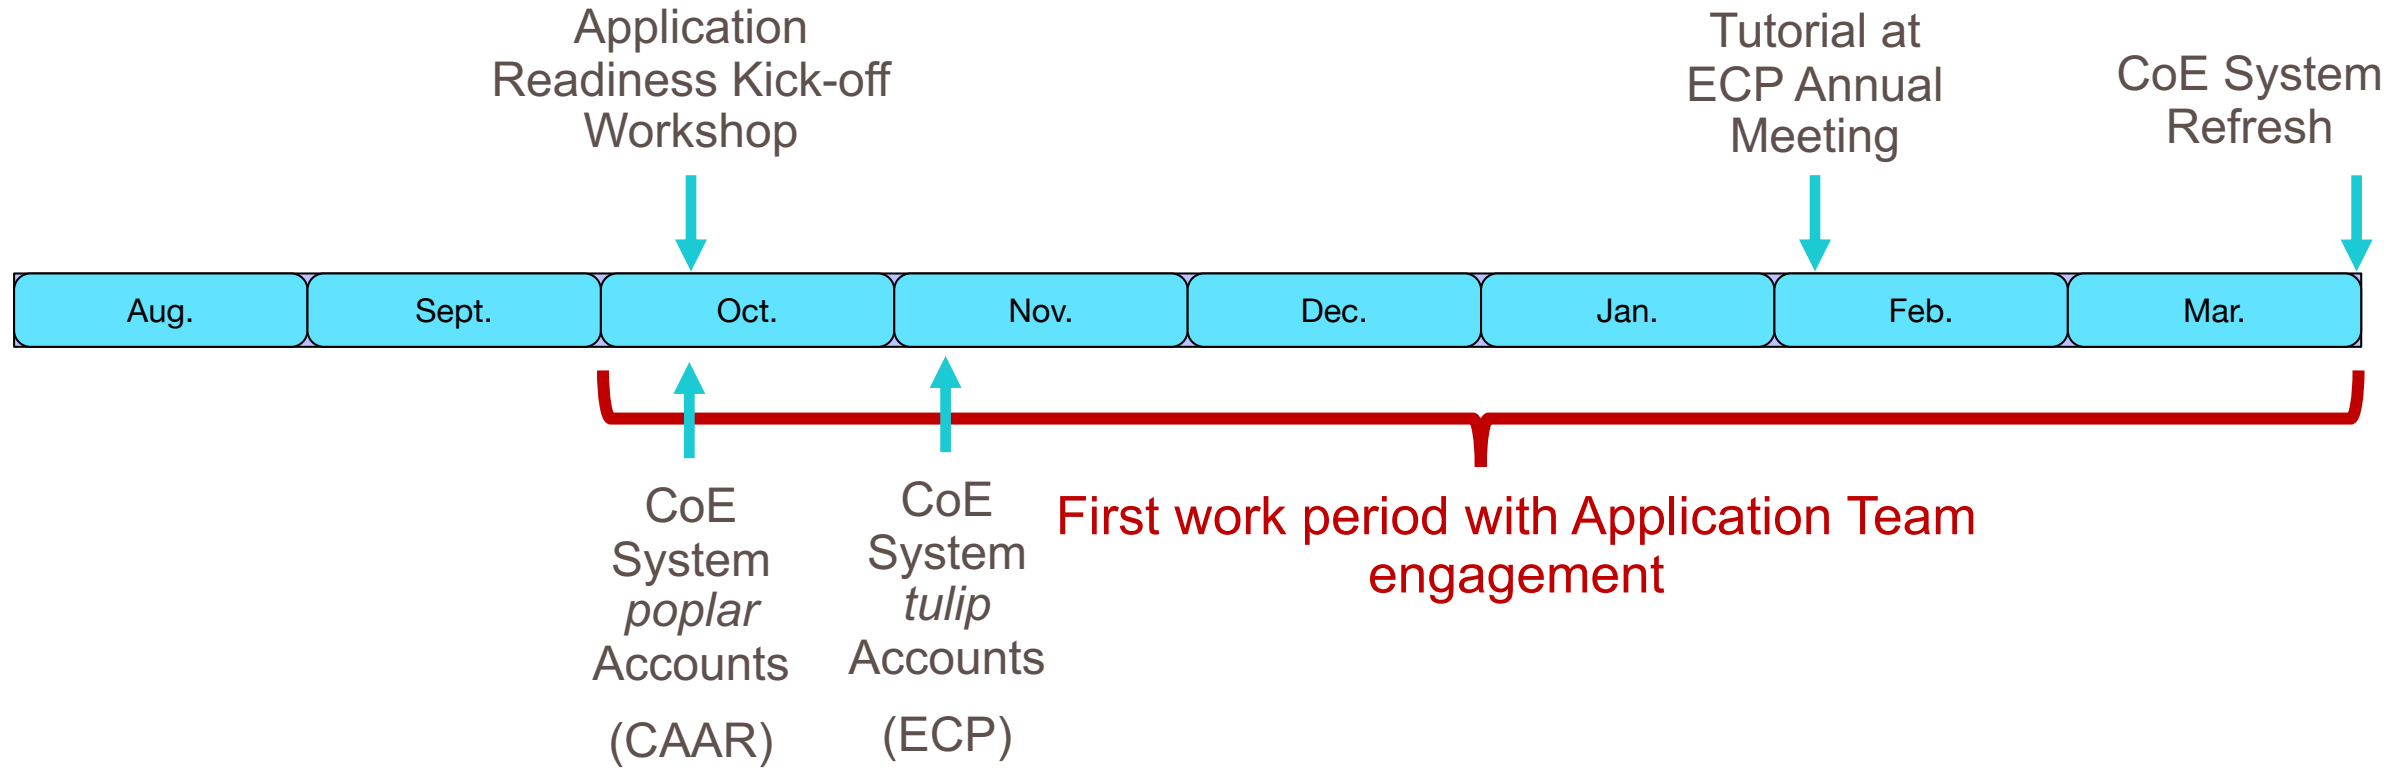 Application
Readiness Kick-off
Workshop
Tutorial at
ECP Annual
Meeting
CoE System
Refresh
Aug.
Sept.
Oct.
Nov.
Dec.
Jan.
Feb.
Mar.
CoE
System
poplar
Accounts
(CAAR)
CoE
System
tulip
Accounts
(ECP)
First work period with Application Team
engagement